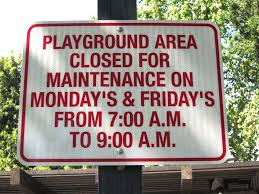 PLAYGROUND AREA
CLOSED FOR
MAINTENANCE ON
MONDAY'S & FRIDAY'S
FROM 7:00 A.M.
TO 9:00 A.M.